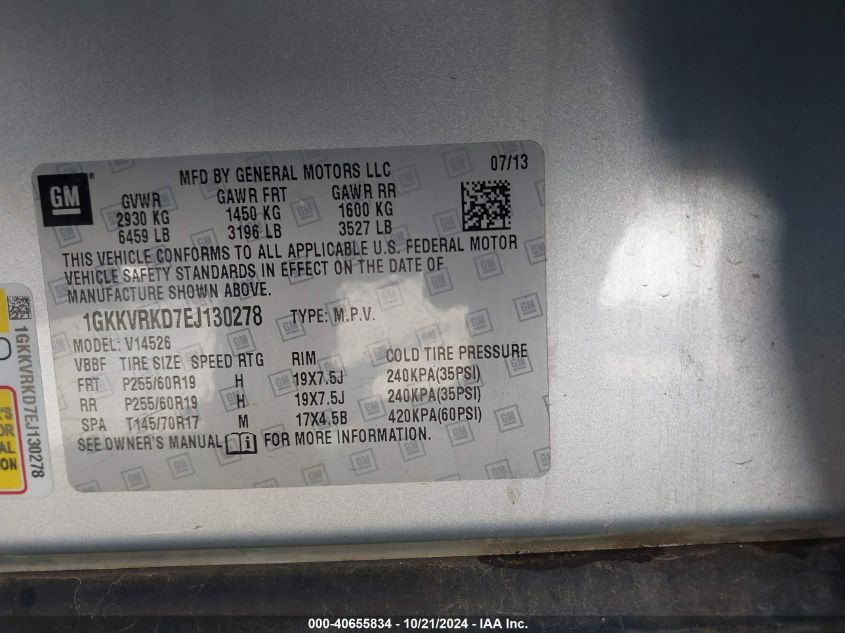 GM ®
MFD BY GENERAL MOTORS LLC 07/13
GVWR GAWR FRT GAWR RR
2930 KG 1450 KG 1600 KG
6459 LB 3196 LB 3527 LB
THIS VEHICLE CONFORMS TO ALL APPLICABLE U.S. FEDERAL MOTOR
VEHICLE SAFETY STANDARDS IN EFFECT ON THE DATE OF
MANUFACTURE SHOWN ABOVE.
1GKKVRKD7EJ130278 TYPE: M.P.V.
MODEL: V14526
VBBF TIRE SIZE SPEED RTG RIM COLD TIRE PRESSURE
FRT P255/60R19 H 19X7.5J 240KPA(35PSI)
RR P255/60R19 H 19X7.5J 240KPA(35PSI)
SPA T145/70R17 M 17X4.5B 420KPA(60PSI)
SEE OWNER'S MANUAL FOR MORE INFORMATION.
1GKKVRKD7EJ130278
R'S
OR
AL
ON
000-40655834 - 10/21/2024 - IAA Inc.